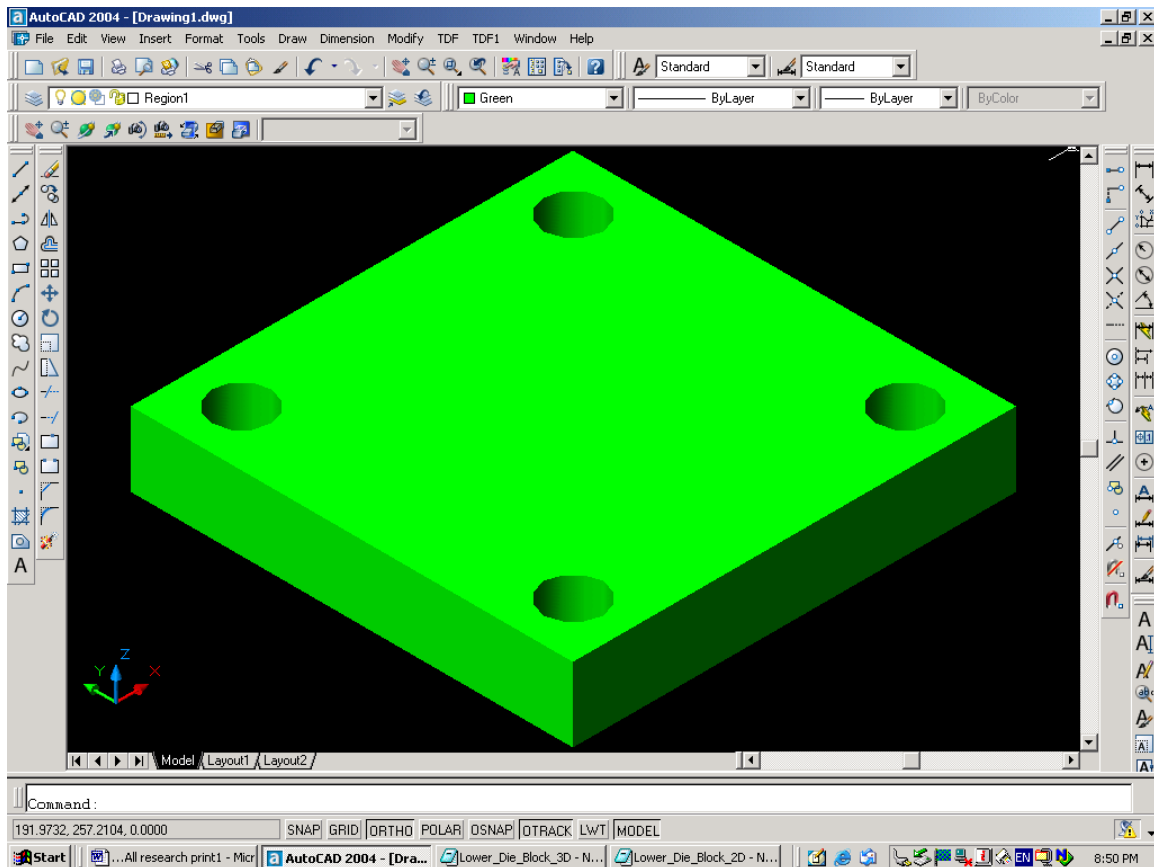 AutoCAD 2004 - [Drawing1.dwg]
File Edit View Insert Format Tools Draw Dimension Modify TDF TDF1 Window Help
Standard Standard
Region1 Green ByLayer ByLayer ByColor
Z
Y X
A
A
A
Model Layout1 Layout2
Command:
191.9732, 257.2104, 0.0000 SNAP GRID ORTHO POLAR OSNAP OTRACK LWT MODEL
Start ...All research print1 - Micr AutoCAD 2004 - [Dra... Lower_Die_Block_3D - N... Lower_Die_Block_2D - N... EN 8:50 PM